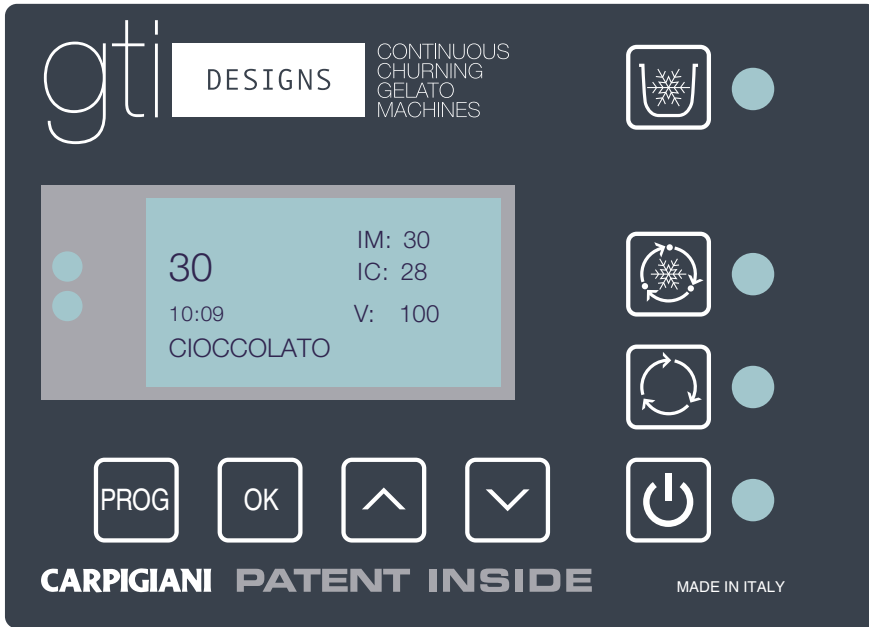 gti
DESIGNS
CONTINUOUS
CHURNING
GELATO
MACHINES
30
IM: 30
IC: 28
10:09
V: 100
CIOCCOLATO
PROG
OK
CARPIGIANI PATENT INSIDE
MADE IN ITALY